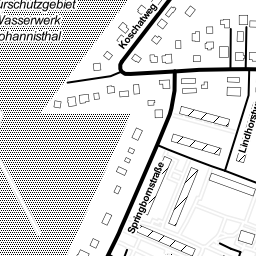 urschutzgebiet
Wasserwerk
ohannisthal
Koschatweg
Springbornstraße
Lindhorst